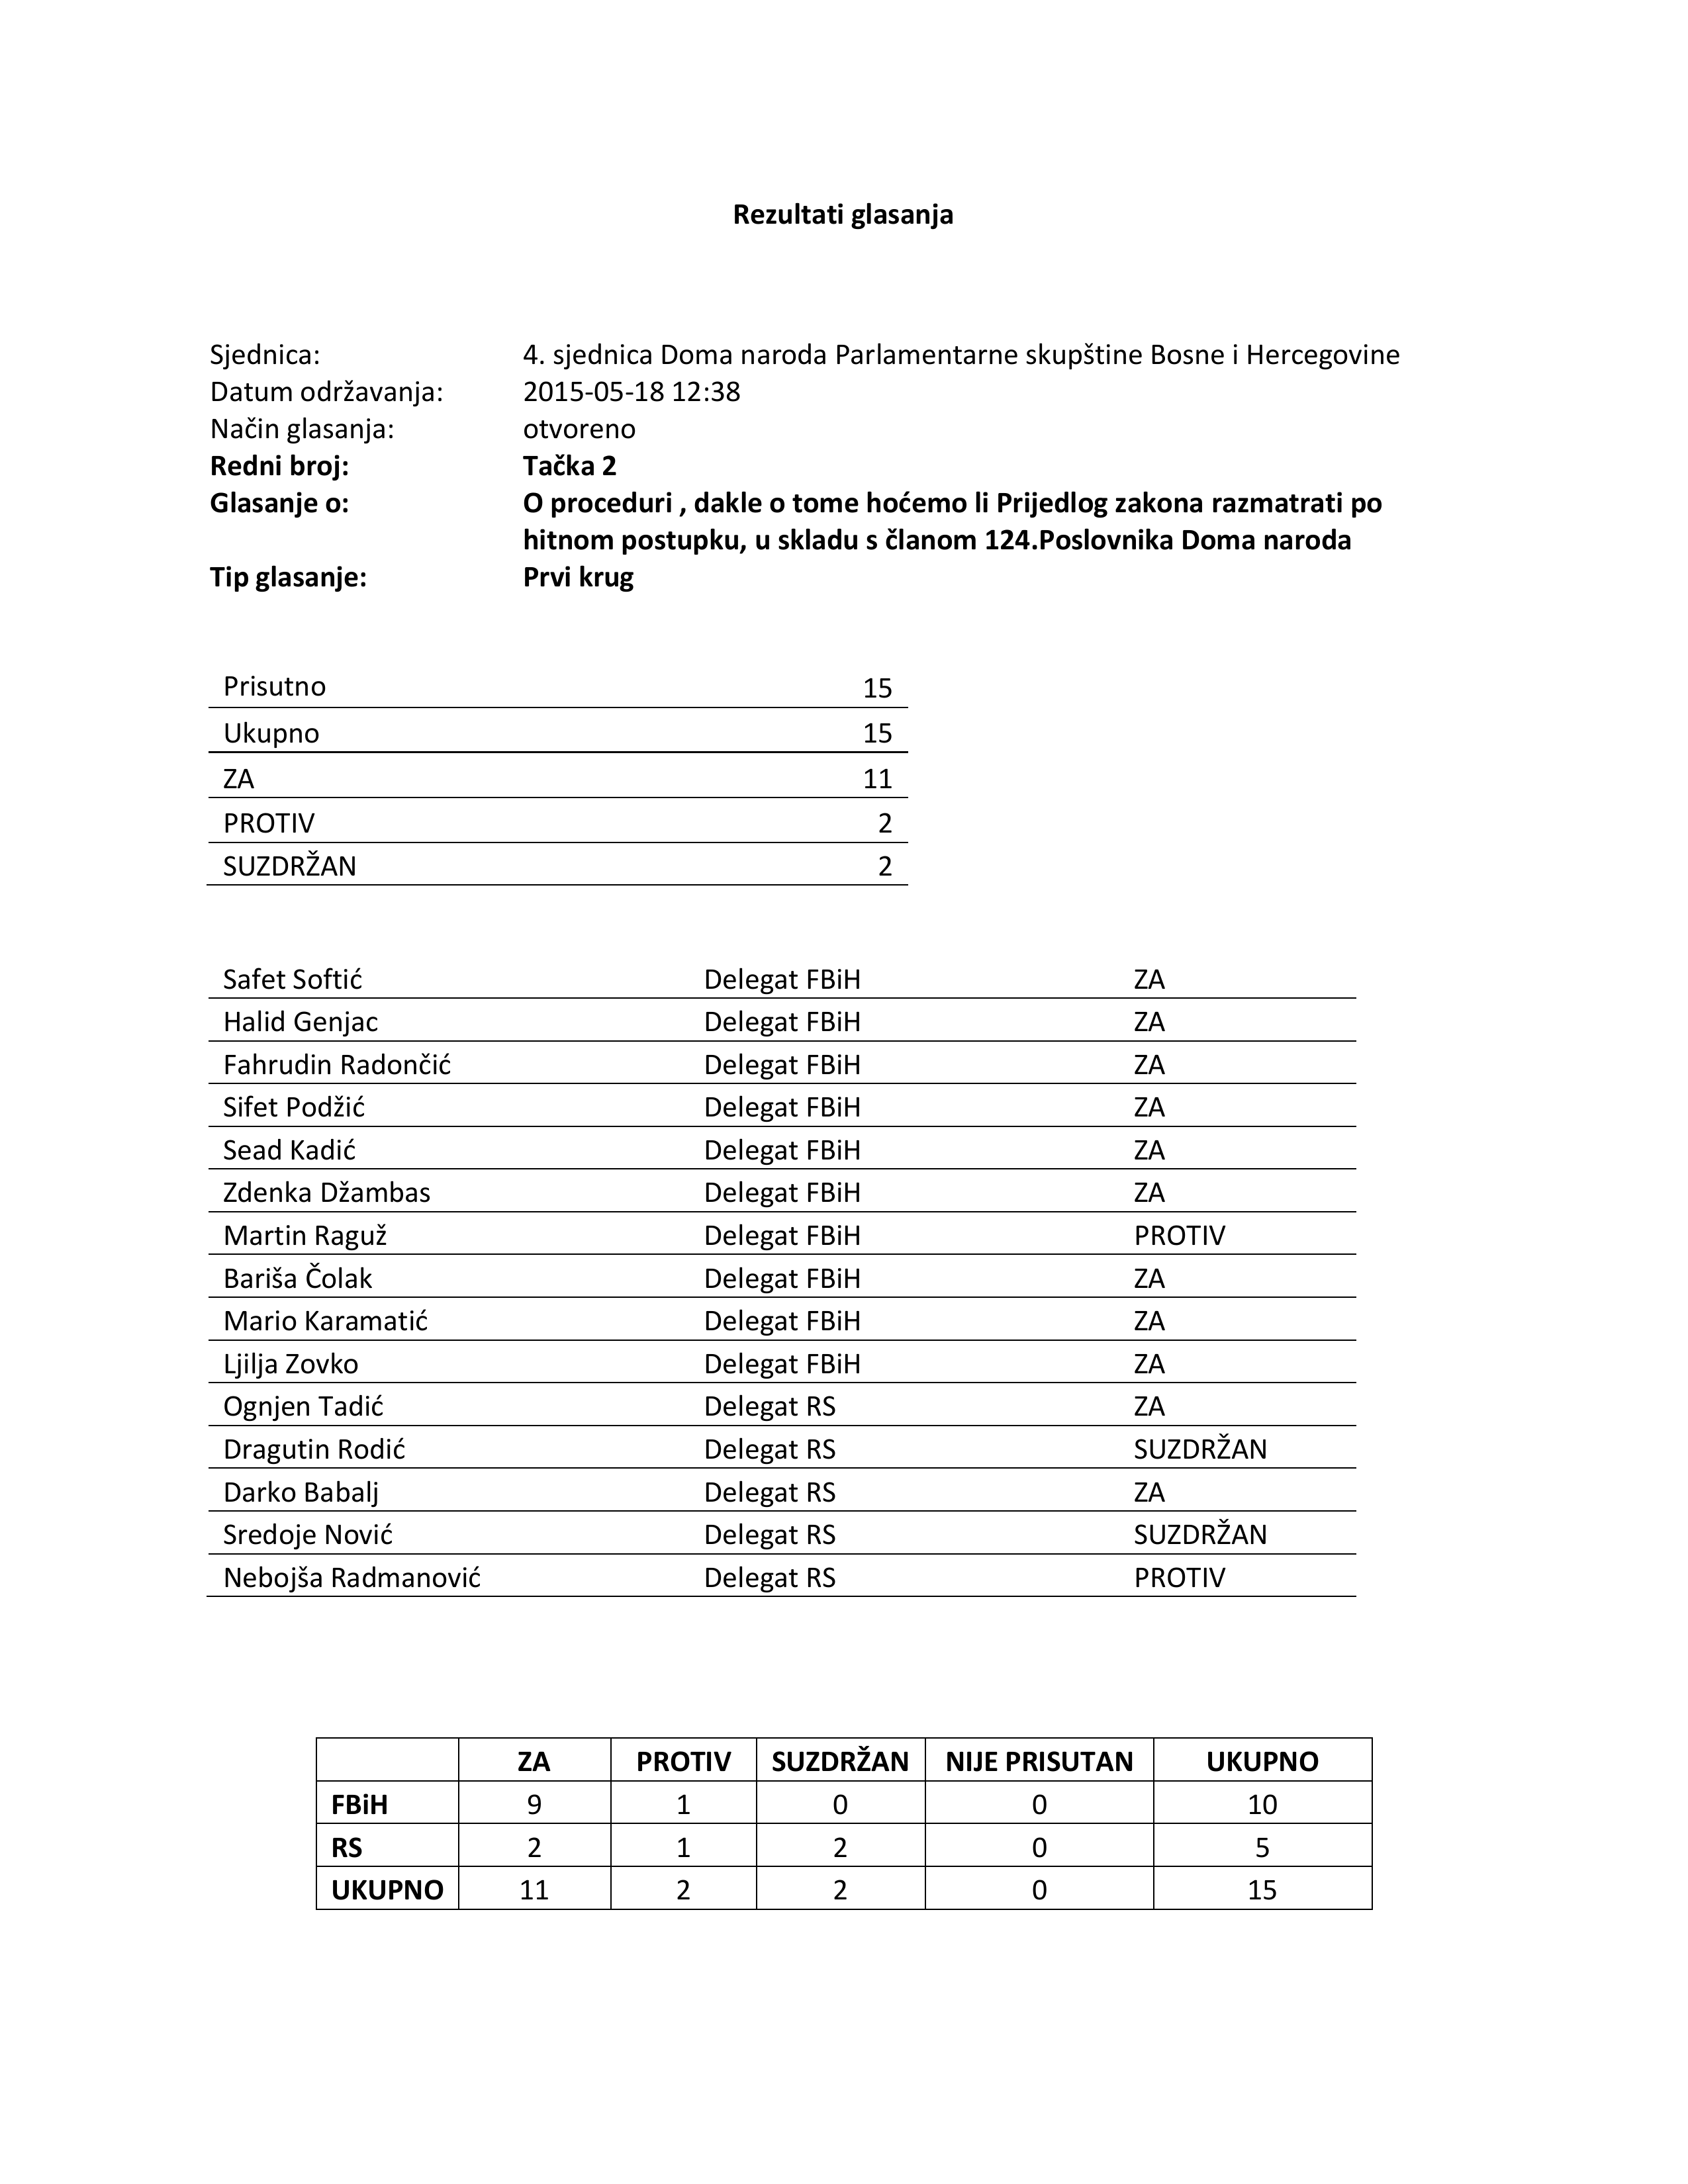 Rezultati glasanja
Sjednica: 4. sjednica Doma naroda Parlamentarne skupštine Bosne i Hercegovine
Datum održavanja: 2015-05-18 12:38
Način glasanja: otvoreno
Redni broj: Tačka 2
Glasanje o: O proceduri , dakle o tome hoćemo li Prijedlog zakona razmatrati po
hitnom postupku, u skladu s članom 124.Poslovnika Doma naroda
Tip glasanje: Prvi krug
Prisutno 15
Ukupno 15
ZA 11
PROTIV 2
SUZDRŽAN 2
Safet Softić Delegat FBiH ZA
Halid Genjac Delegat FBiH ZA
Fahrudin Radončić Delegat FBiH ZA
Sifet Podžić Delegat FBiH ZA
Sead Kadić Delegat FBiH ZA
Zdenka Džambas Delegat FBiH ZA
Martin Raguž Delegat FBiH PROTIV
Bariša Čolak Delegat FBiH ZA
Mario Karamatić Delegat FBiH ZA
Ljilja Zovko Delegat FBiH ZA
Ognjen Tadić Delegat RS ZA
Dragutin Rodić Delegat RS SUZDRŽAN
Darko Babalj Delegat RS ZA
Sredoje Nović Delegat RS SUZDRŽAN
Nebojša Radmanović Delegat RS PROTIV
ZA PROTIV SUZDRŽAN NIJE PRISUTAN UKUPNO
FBiH 9 1 0 0 10
RS 2 1 2 0 5
UKUPNO 11 2 2 0 15